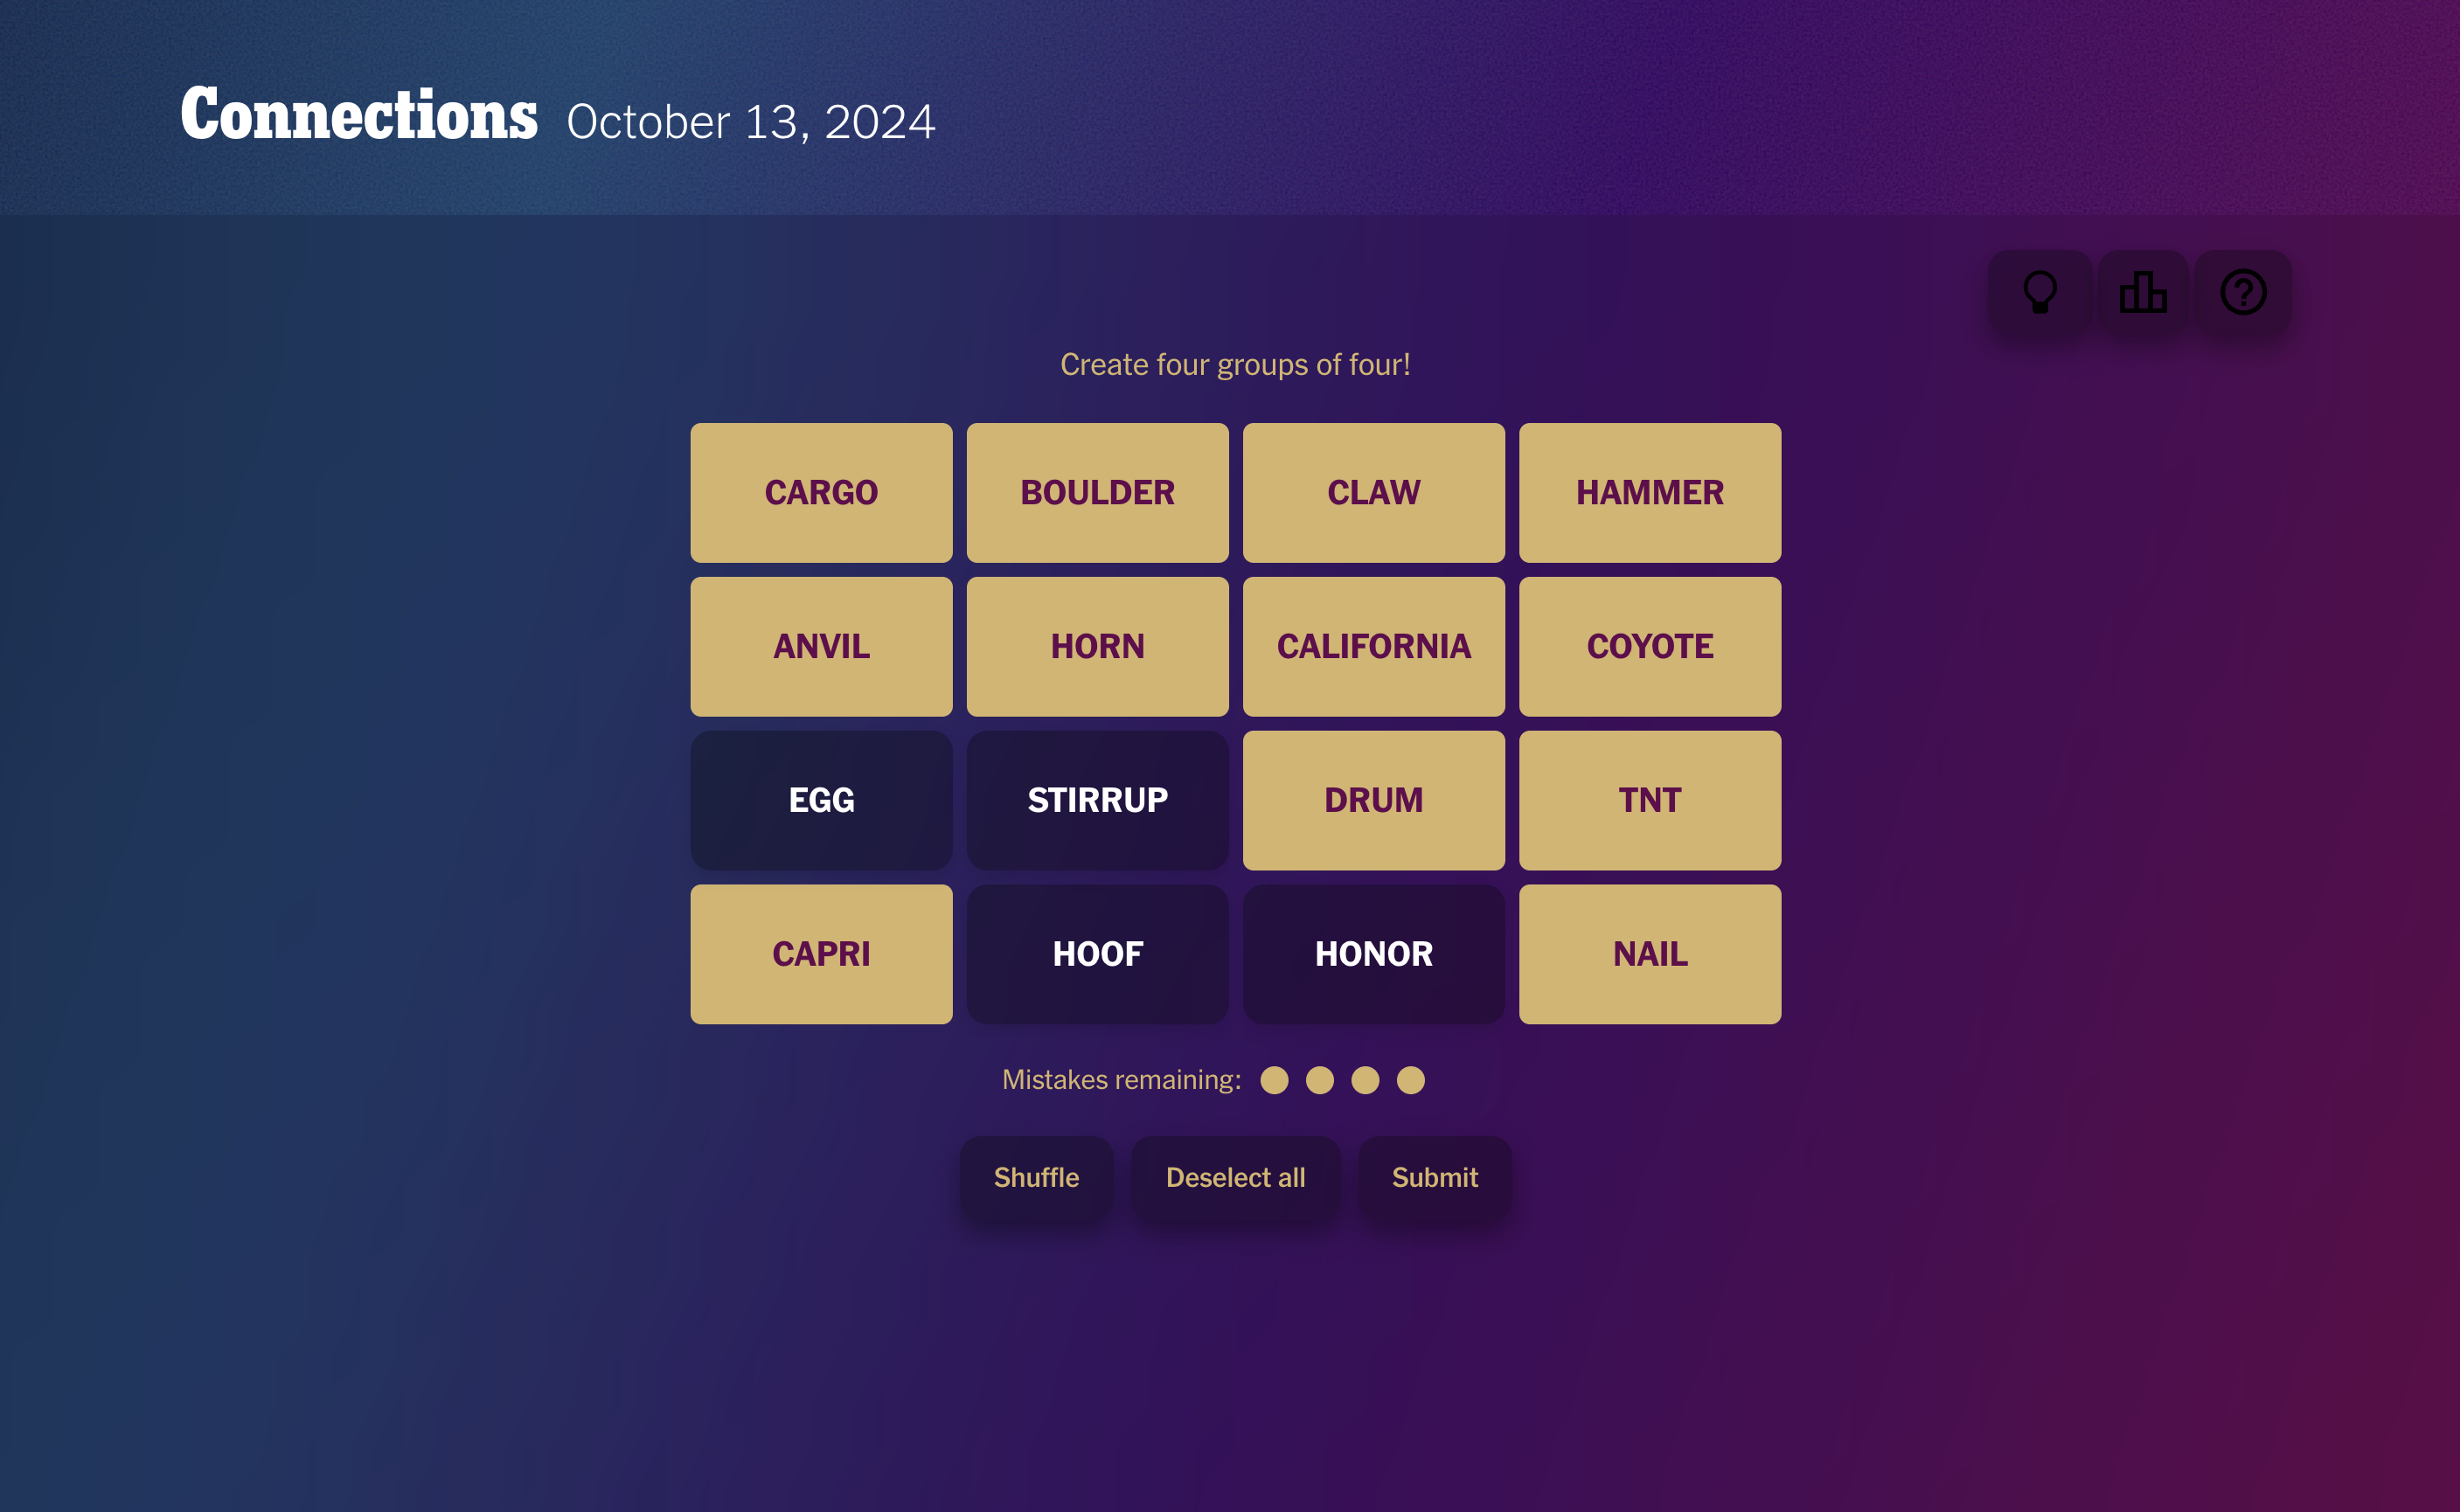 Connections October 13, 2024
Create four groups of four!
CARGO BOULDER CLAW HAMMER
ANVIL HORN CALIFORNIA COYOTE
EGG STIRRUP DRUM TNT
CAPRI HOOF HONOR NAIL
Mistakes remaining:
Shuffle Deselect all Submit